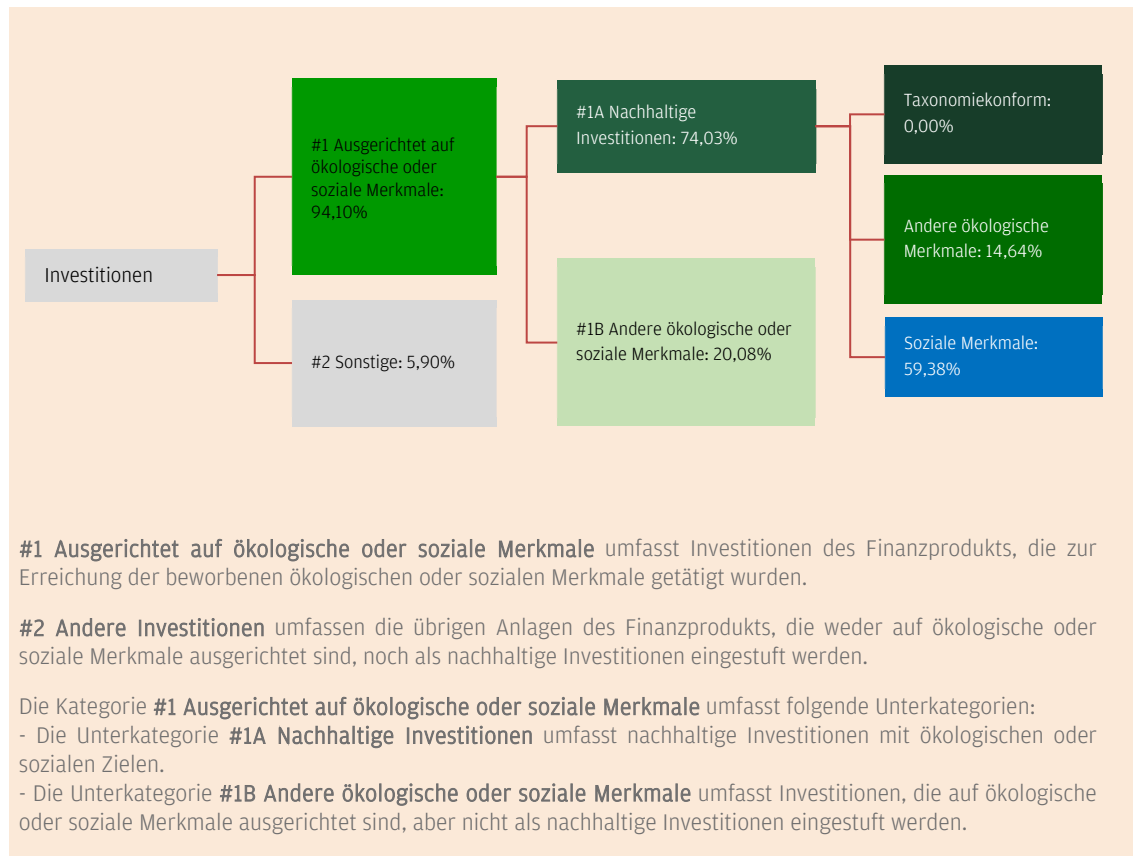 Investitionen
#1 Ausgerichtet auf
ökologische oder
soziale Merkmale:
94,10%
#2 Sonstige: 5,90%
#1A Nachhaltige
Investitionen: 74,03%
#1B Andere ökologische oder
soziale Merkmale: 20,08%
Taxonomiekonform:
0,00%
Andere ökologische
Merkmale: 14,64%
Soziale Merkmale:
59,38%
#1 Ausgerichtet auf ökologische oder soziale Merkmale umfasst Investitionen des Finanzprodukts, die zur
Erreichung der beworbenen ökologischen oder sozialen Merkmale getätigt wurden.
#2 Andere Investitionen umfassen die übrigen Anlagen des Finanzprodukts, die weder auf ökologische oder
soziale Merkmale ausgerichtet sind, noch als nachhaltige Investitionen eingestuft werden.
Die Kategorie #1 Ausgerichtet auf ökologische oder soziale Merkmale umfasst folgende Unterkategorien:
- Die Unterkategorie #1A Nachhaltige Investitionen umfasst nachhaltige Investitionen mit ökologischen oder
sozialen Zielen.
- Die Unterkategorie #1B Andere ökologische oder soziale Merkmale umfasst Investitionen, die auf ökologische
oder soziale Merkmale ausgerichtet sind, aber nicht als nachhaltige Investitionen eingestuft werden.